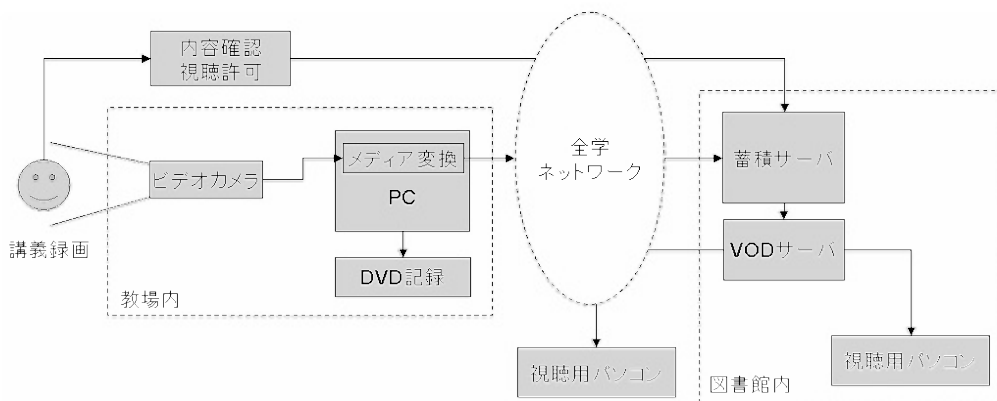 内容確認
視聴許可
メディア変換
PC
ビデオカメラ
講義録画
DVD記録
教場内
全学
ネットワーク
蓄積サーバ
VODサーバ
視聴用パソコン
視聴用パソコン
図書館内